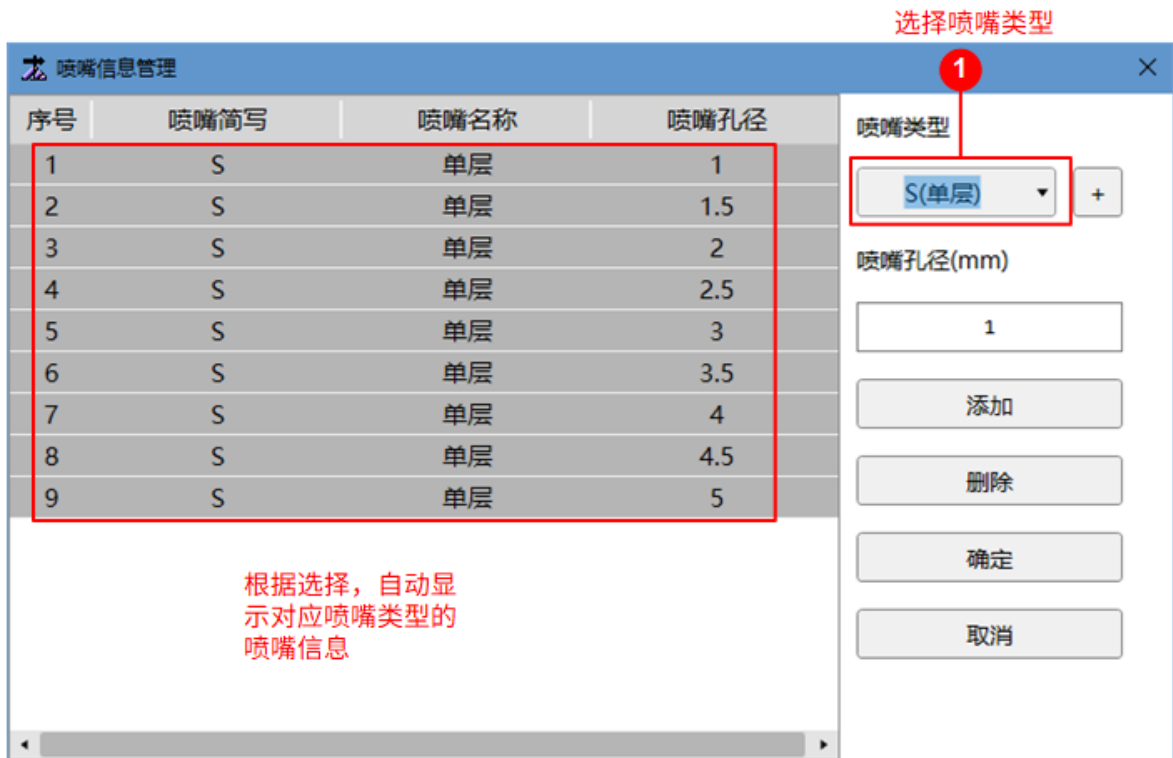 选择喷嘴类型
喷嘴信息管理
1
序号 喷嘴简写 喷嘴名称 喷嘴孔径
1 S 单层 1
2 S 单层 1.5
3 S 单层 2
4 S 单层 2.5
5 S 单层 3
6 S 单层 3.5
7 S 单层 4
8 S 单层 4.5
9 S 单层 5
根据选择，自动显
示对应喷嘴类型的
喷嘴信息
喷嘴类型
S(单层) +
喷嘴孔径(mm)
1
添加
删除
确定
取消